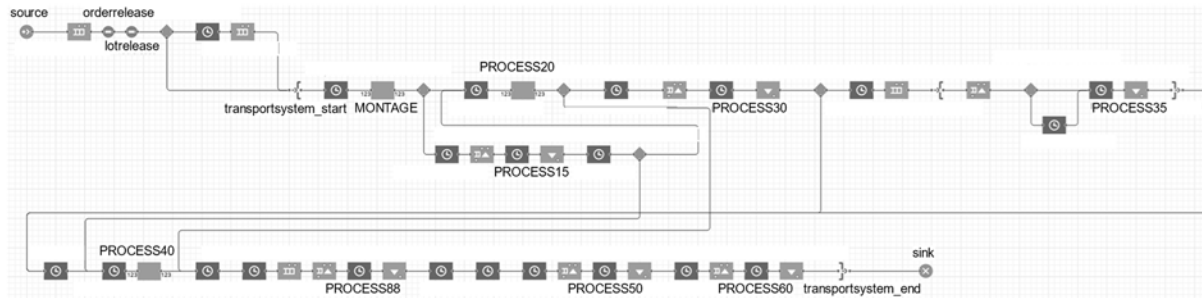 source
orderrelease
lotrelease
PROCESS20
transportsystem_start
MONTAGE
PROCESS30
PROCESS35
PROCESS15
PROCESS40
sink
PROCESS88
PROCESS50
PROCESS60
transportsystem_end